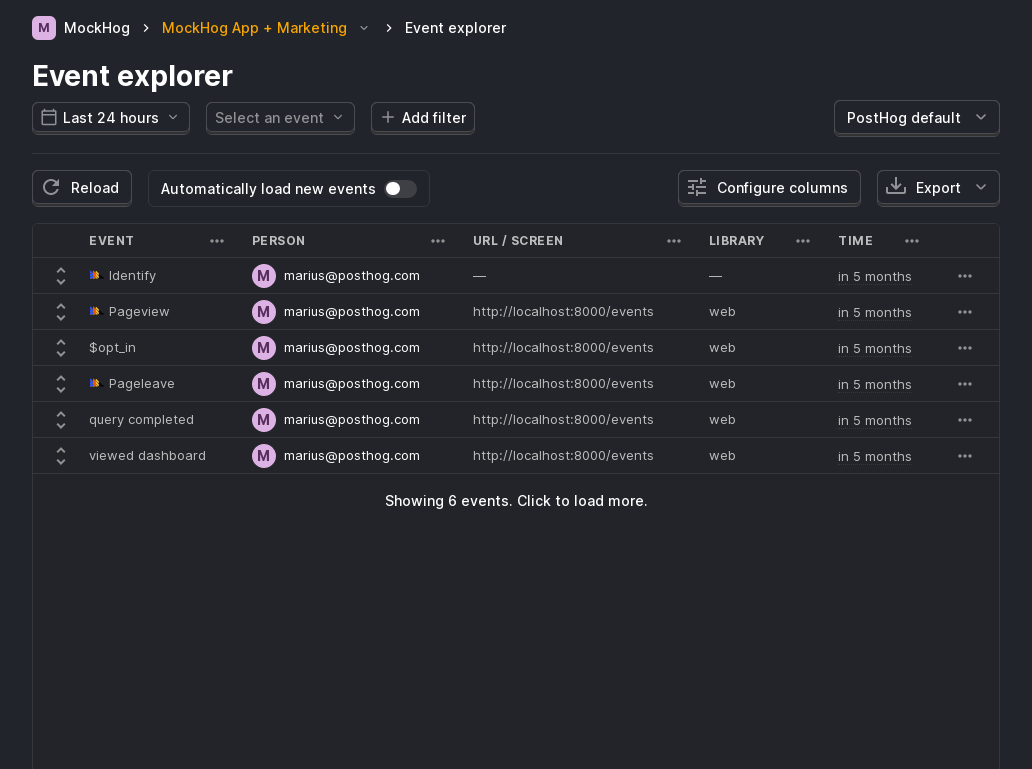 M MockHog MockHog App + Marketing Event explorer
Event explorer
Last 24 hours Select an event Add filter PostHog default
Reload Automatically load new events Configure columns Export
EVENT PERSON URL / SCREEN LIBRARY TIME
Identify M marius@posthog.com — — in 5 months
Pageview M marius@posthog.com http://localhost:8000/events web in 5 months
$opt_in M marius@posthog.com http://localhost:8000/events web in 5 months
Pageleave M marius@posthog.com http://localhost:8000/events web in 5 months
query completed M marius@posthog.com http://localhost:8000/events web in 5 months
viewed dashboard M marius@posthog.com http://localhost:8000/events web in 5 months
Showing 6 events. Click to load more.